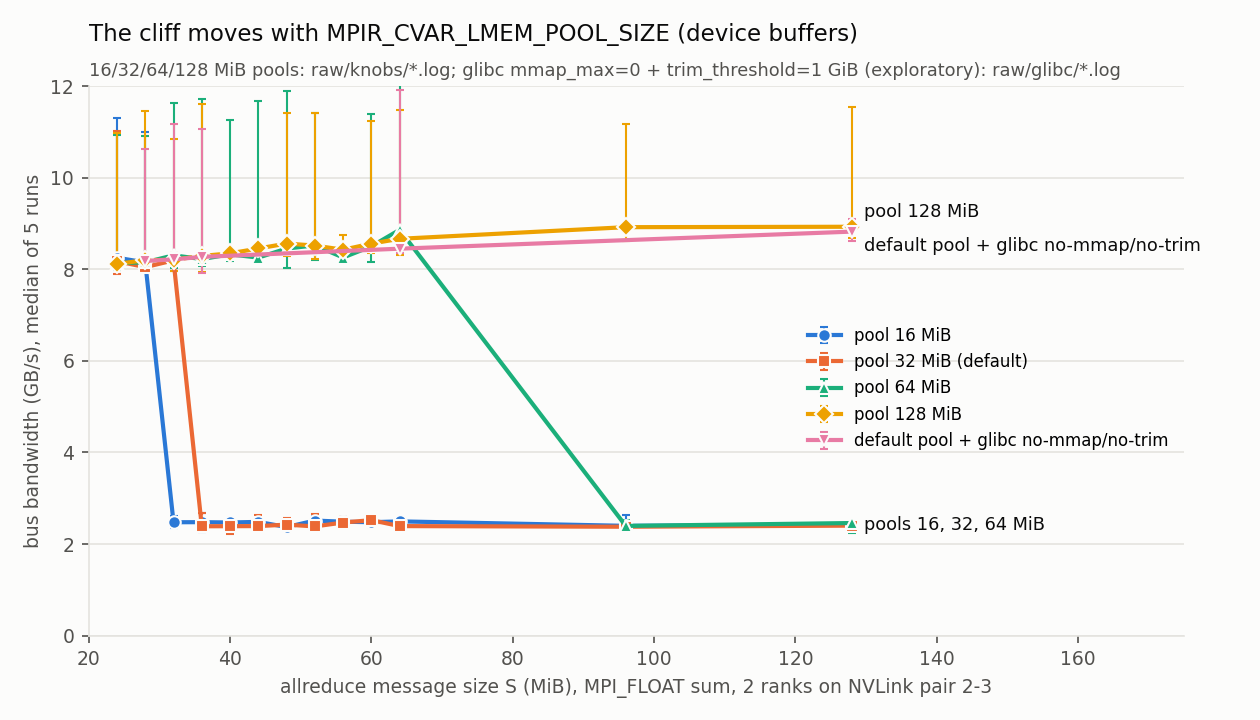 The cliff moves with MPIR_CVAR_LMEM_POOL_SIZE (device buffers)
16/32/64/128 MiB pools: raw/knobs/*.log; glibc mmap_max=0 + trim_threshold=1 GiB (exploratory): raw/glibc/*.log
12
10
8
6
4
2
0
bus bandwidth (GB/s), median of 5 runs
pool 128 MiB
default pool + glibc no-mmap/no-trim
pool 16 MiB
pool 32 MiB (default)
pool 64 MiB
pool 128 MiB
default pool + glibc no-mmap/no-trim
pools 16, 32, 64 MiB
20 40 60 80 100 120 140 160
allreduce message size S (MiB), MPI_FLOAT sum, 2 ranks on NVLink pair 2-3